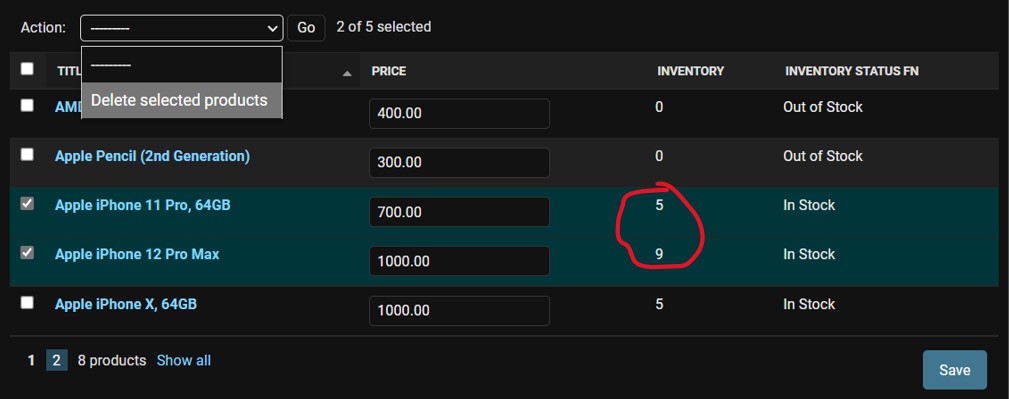 Action: --------- Go 2 of 5 selected
---------
TITL PRICE INVENTORY INVENTORY STATUS FN
Delete selected products
AMD 400.00 0 Out of Stock
Apple Pencil (2nd Generation) 300.00 0 Out of Stock
Apple iPhone 11 Pro, 64GB 700.00 5 In Stock
Apple iPhone 12 Pro Max 1000.00 9 In Stock
Apple iPhone X, 64GB 1000.00 5 In Stock
1 2 8 products Show all
Save